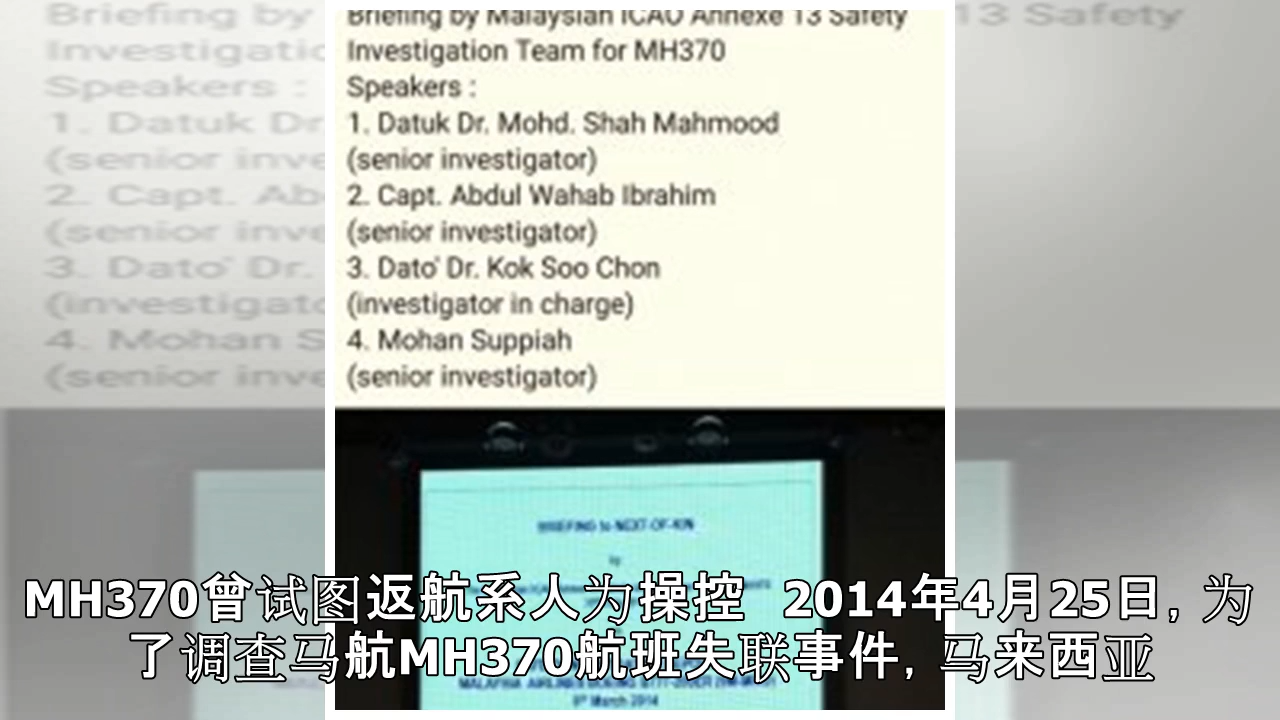 Briefing by Malaysian ICAO Annexe 13 Safety
Investigation Team for MH370
Speakers :
1. Datuk Dr. Mohd. Shah Mahmood
(senior investigator)
2. Capt. Abdul Wahab Ibrahim
(senior investigator)
3. Dato' Dr. Kok Soo Chon
(investigator in charge)
4. Mohan Suppiah
(senior investigator)
BRIEFING to NEXT-OF-KIN
by
MH370曾试图返航系人为操控 2014年4月25日，为
了调查马航MH370航班失联事件，马来西亚
8th March 2014